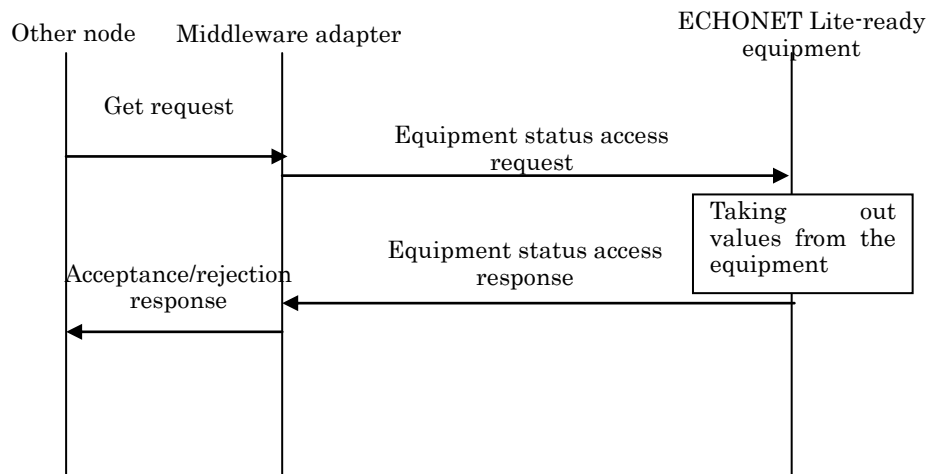 Other node
Middleware adapter
ECHONET Lite-ready
equipment
Get request
Equipment status access
request
Taking out
values from the
equipment
Equipment status access
response
Acceptance/rejection
response